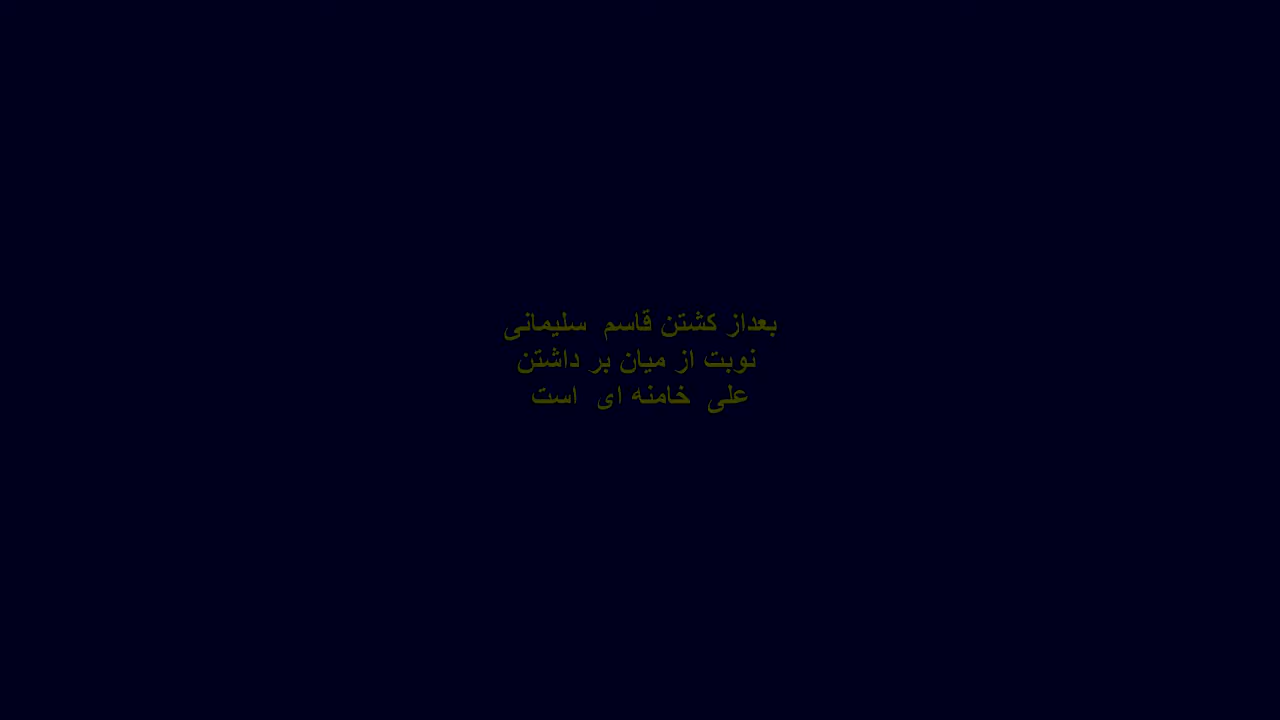 بعداز کشتن قاسم سلیمانی
نوبت از میان بر داشتن
علی خامنه ای است